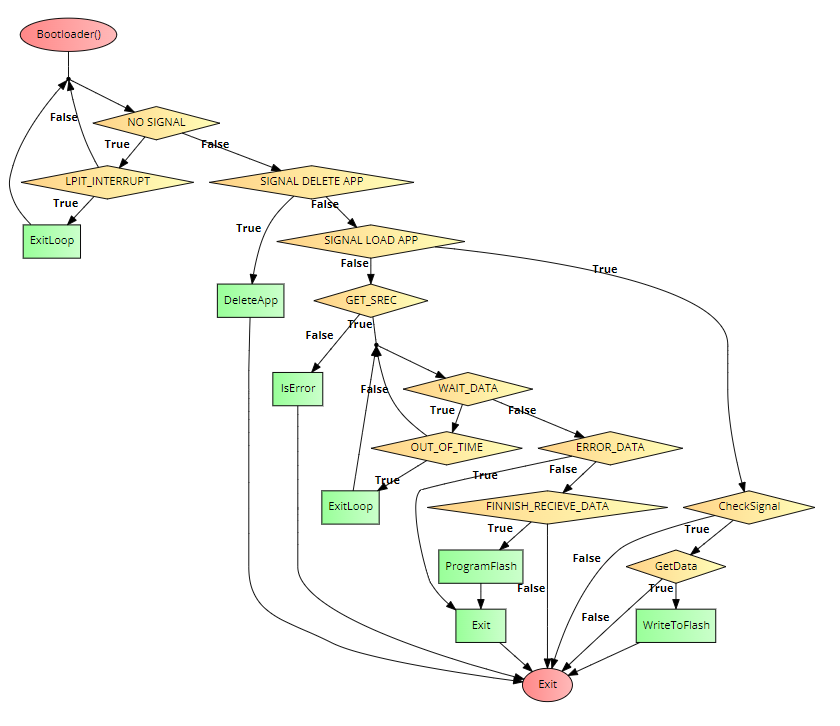 Bootloader()
NO SIGNAL
False
True
False
LPIT_INTERRUPT
SIGNAL DELETE APP
True
False
True
ExitLoop
SIGNAL LOAD APP
False
True
DeleteApp
GET_SREC
True
False
IsError
False
WAIT_DATA
True
False
OUT_OF_TIME
ERROR_DATA
True
True
False
ExitLoop
FINNISH_RECIEVE_DATA
CheckSignal
True
True
False
ProgramFlash
GetData
False
True
False
Exit
WriteToFlash
Exit